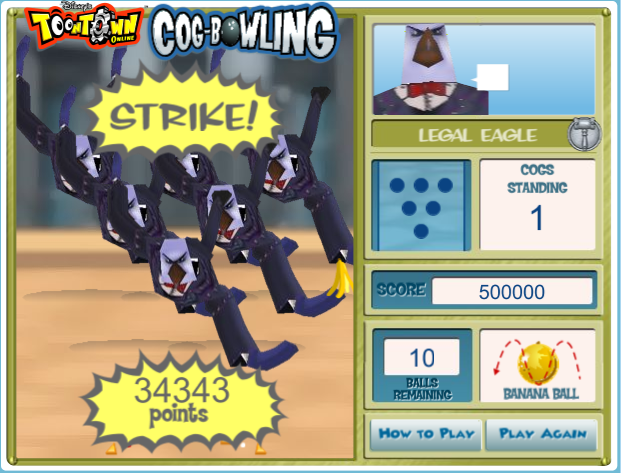 Disney's
TOONTOWN
ONLINE
COG-BOWLING
STRIKE!
34343
points
LEGAL EAGLE
COGS
STANDING
1
SCORE 500000
10
BALLS
REMAINING
BANANA BALL
HOW TO PLAY
PLAY AGAIN